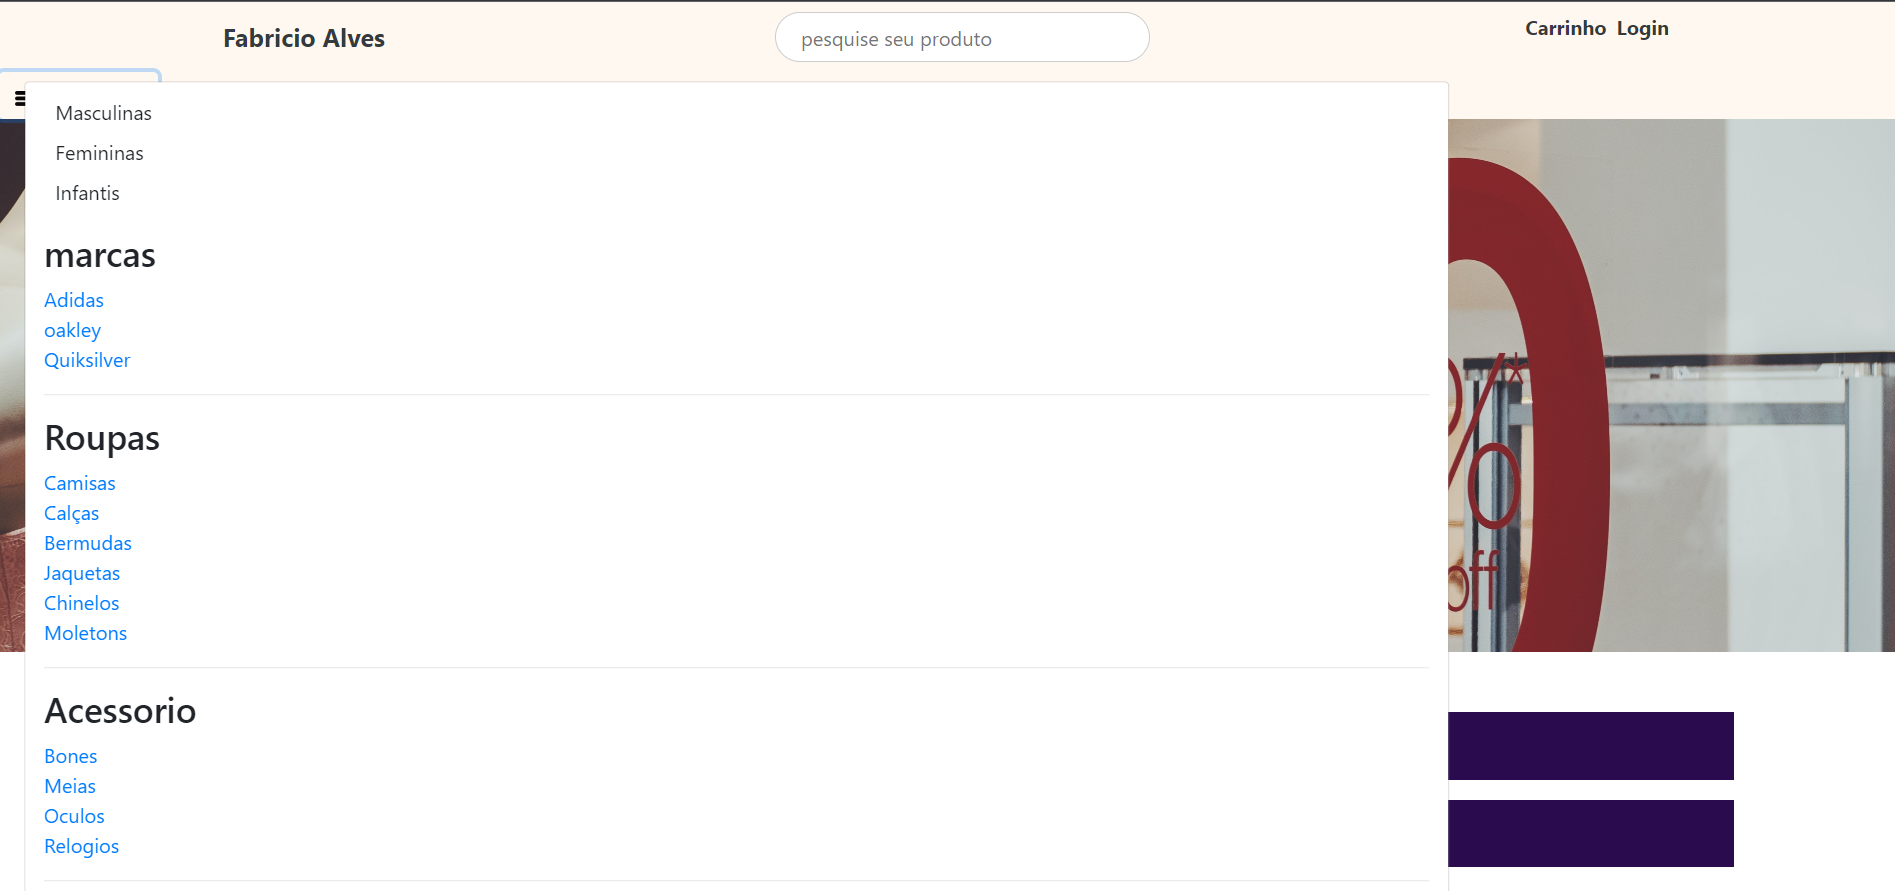 Fabricio Alves
pesquise seu produto
Carrinho Login
Masculinas
Femininas
Infantis
marcas
Adidas
oakley
Quiksilver
Roupas
Camisas
Calças
Bermudas
Jaquetas
Chinelos
Moletons
Acessorio
Bones
Meias
Oculos
Relogios
0
%*
off